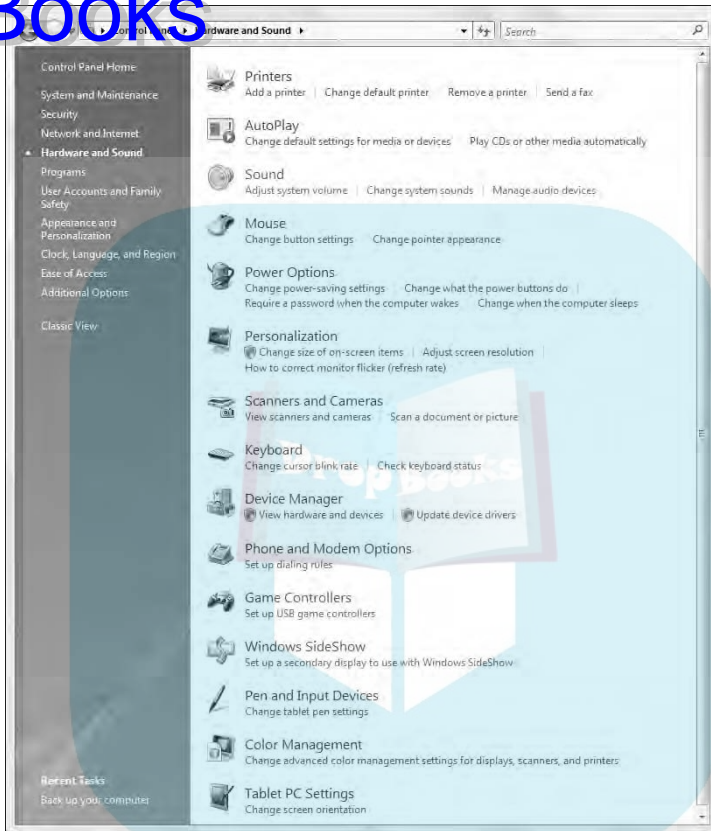 Books
Control Panel ▸ Hardware and Sound ▸
Search
Control Panel Home
System and Maintenance
Security
Network and Internet
Hardware and Sound
Programs
User Accounts and Family
Safety
Appearance and
Personalization
Clock, Language, and Region
Ease of Access
Additional Options
Classic View
Recent Tasks
Back up your computer
Printers
Add a printer | Change default printer | Remove a printer | Send a fax
AutoPlay
Change default settings for media or devices | Play CDs or other media automatically
Sound
Adjust system volume | Change system sounds | Manage audio devices
Mouse
Change button settings | Change pointer appearance
Power Options
Change power-saving settings | Change what the power buttons do |
Require a password when the computer wakes | Change when the computer sleeps
Personalization
Change size of on-screen items | Adjust screen resolution |
How to correct monitor flicker (refresh rate)
Scanners and Cameras
View scanners and cameras | Scan a document or picture
Keyboard
Change cursor blink rate | Check keyboard status
Drop books
Device Manager
View hardware and devices | Update device drivers
Phone and Modem Options
Set up dialing rules
Game Controllers
Set up USB game controllers
Windows SideShow
Set up a secondary display to use with Windows SideShow
Pen and Input Devices
Change tablet pen settings
Color Management
Change advanced color management settings for displays, scanners, and printers
Tablet PC Settings
Change screen orientation